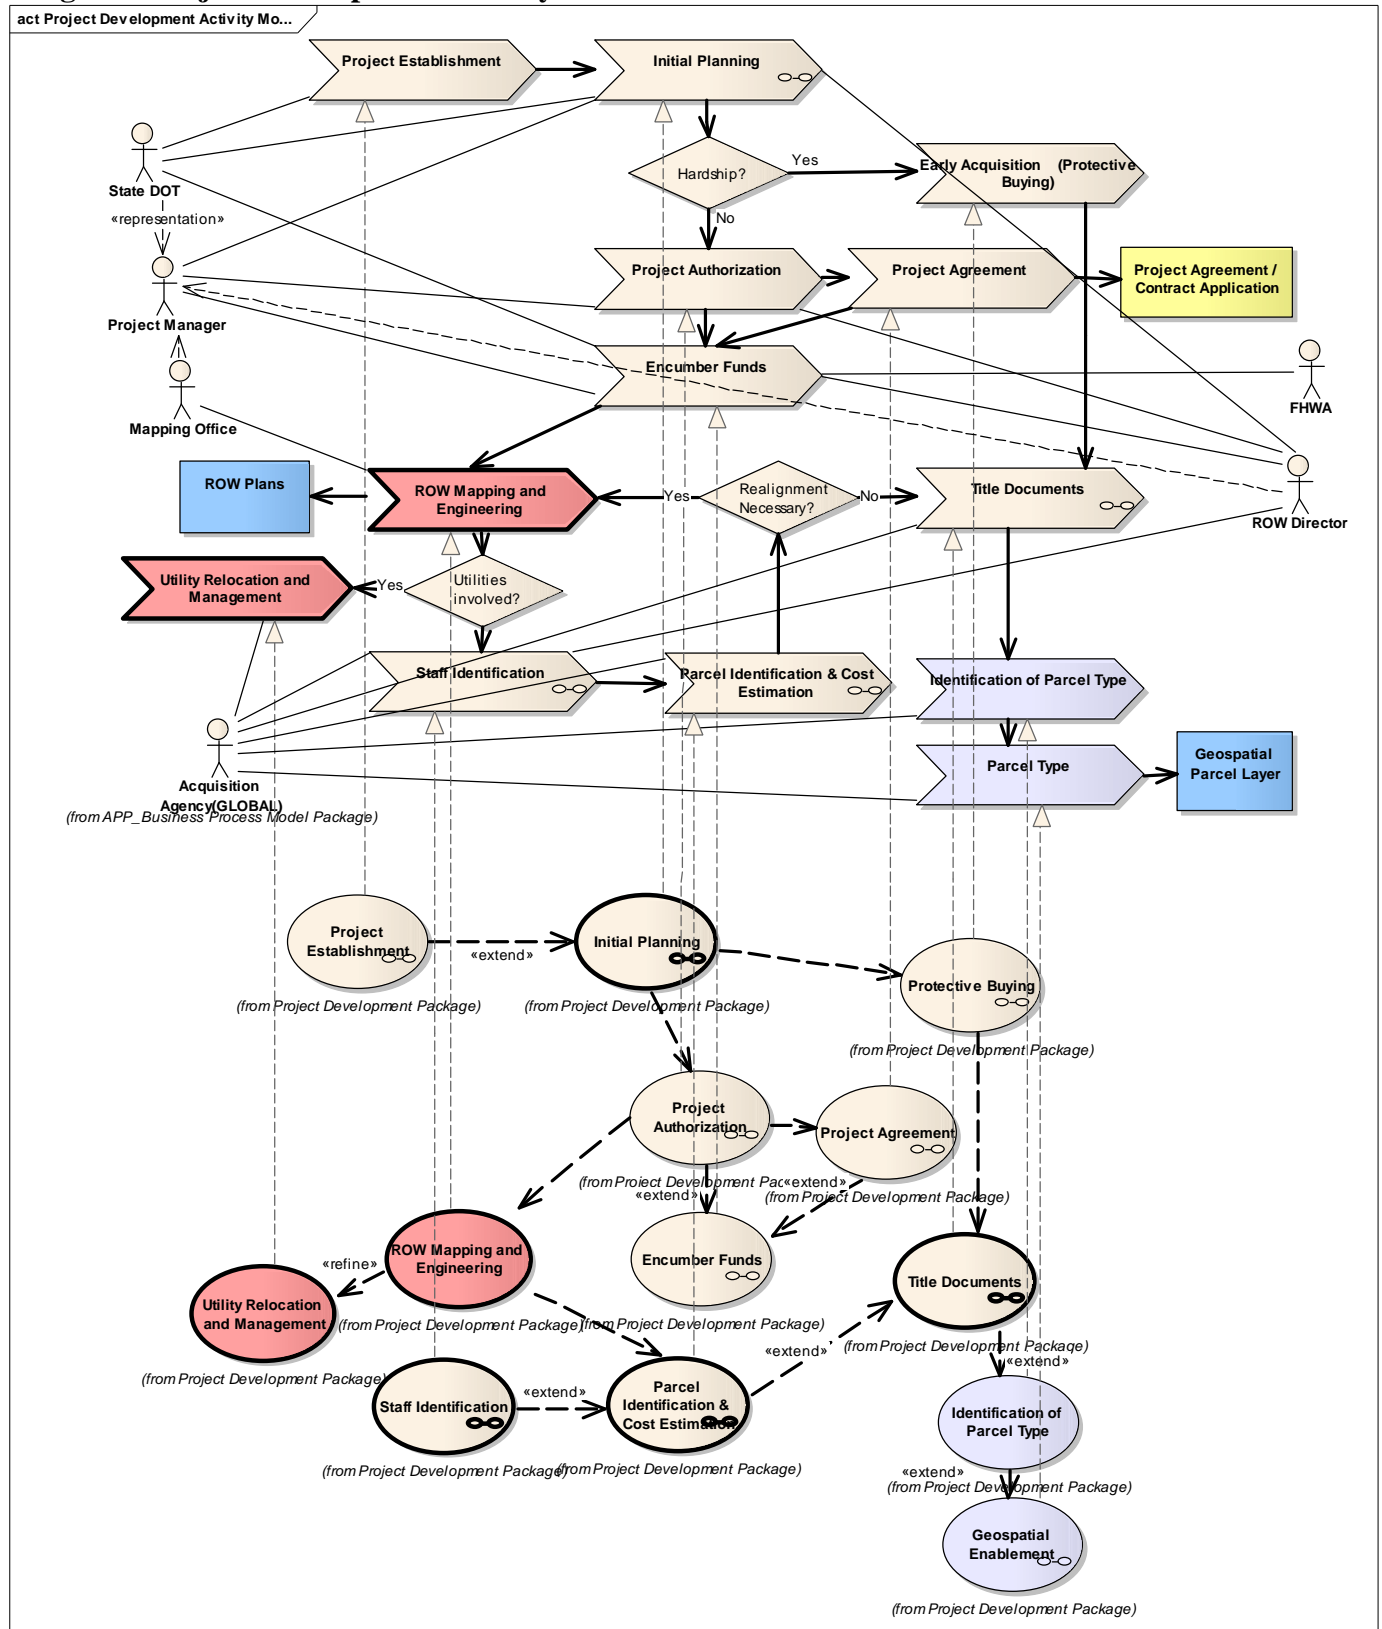 act Project Development Activity Mo...
Project Establishment
Initial Planning
Hardship?
Yes
Early Acquisition (Protective
Buying)
No
State DOT
«representation»
Project Authorization
Project Agreement
Project Agreement /
Contract Application
Project Manager
Encumber Funds
FHWA
Mapping Office
ROW Plans
ROW Mapping and
Engineering
Yes
Realignment
Necessary?
No
Title Documents
ROW Director
Utility Relocation and
Management
Yes
Utilities
involved?
Staff Identification
Parcel Identification & Cost
Estimation
Identification of Parcel Type
Acquisition
Agency(GLOBAL)
(from APP_Business Process Model Package)
Parcel Type
Geospatial
Parcel Layer
Project
Establishment
«extend»
Initial Planning
Protective Buying
(from Project Development Package)
(from Project Development Package)
(from Project Development Package)
Project
Authorization
Project Agreement
(from Project Development Pac
«extend»
«extend»
(from Project Development Package)
ROW Mapping and
Engineering
Encumber Funds
«refine»
Title Documents
Utility Relocation
and Management
(from Project Development Package)
(from Project Development Package)
(from Project Development Package)
«extend»
«extend»
(from Project Development Package)
Staff Identification
«extend»
Parcel
Identification &
Cost Estimation
Identification of
Parcel Type
(from Project Development Package)
(from Project Development Package)
«extend»
(from Project Development Package)
Geospatial
Enablement
(from Project Development Package)